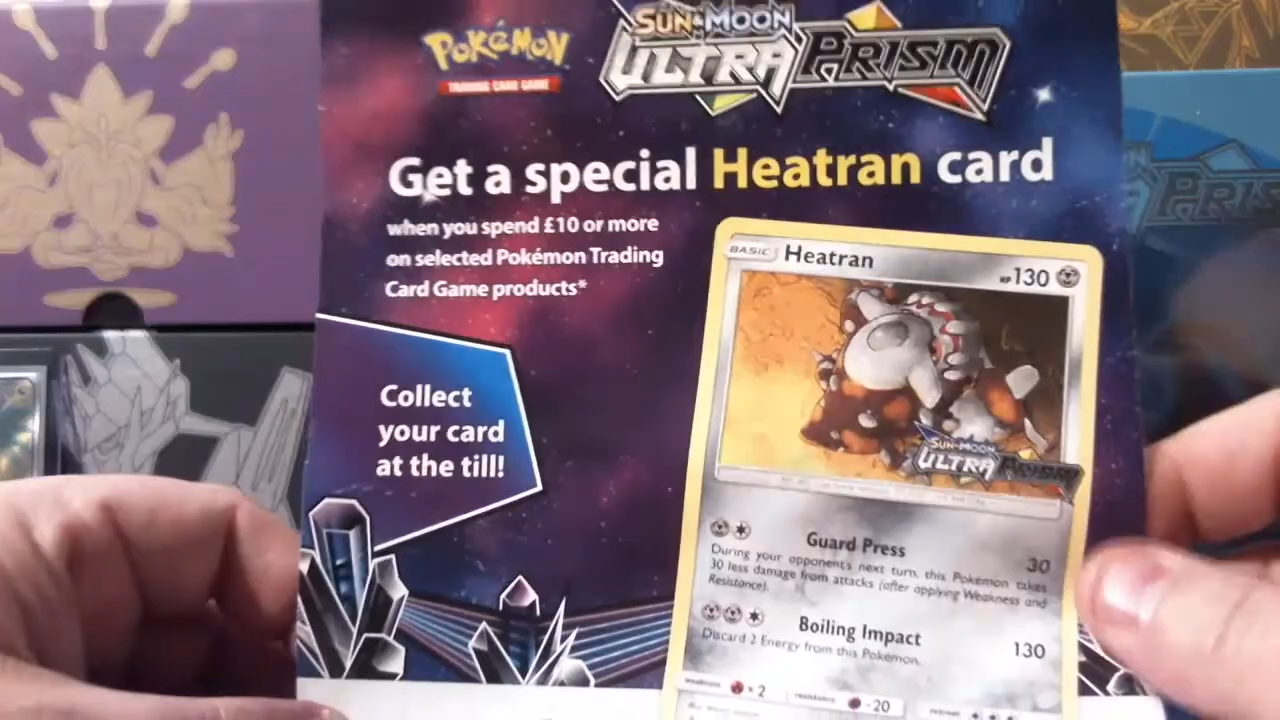 POKÉMON
TRADING CARD GAME
SUN & MOON
ULTRA PRISM
Get a special Heatran card
when you spend £10 or more
on selected Pokémon Trading
Card Game products*
Collect
your card
at the till!
BASIC Heatran HP 130
SUN & MOON
ULTRA PRISM
Guard Press 30
During your opponent's next turn, this Pokémon takes
30 less damage from attacks (after applying Weakness and
Resistance).
Boiling Impact 130
Discard 2 Energy from this Pokémon.
weakness × 2 resistance -20 retreat
PRIS